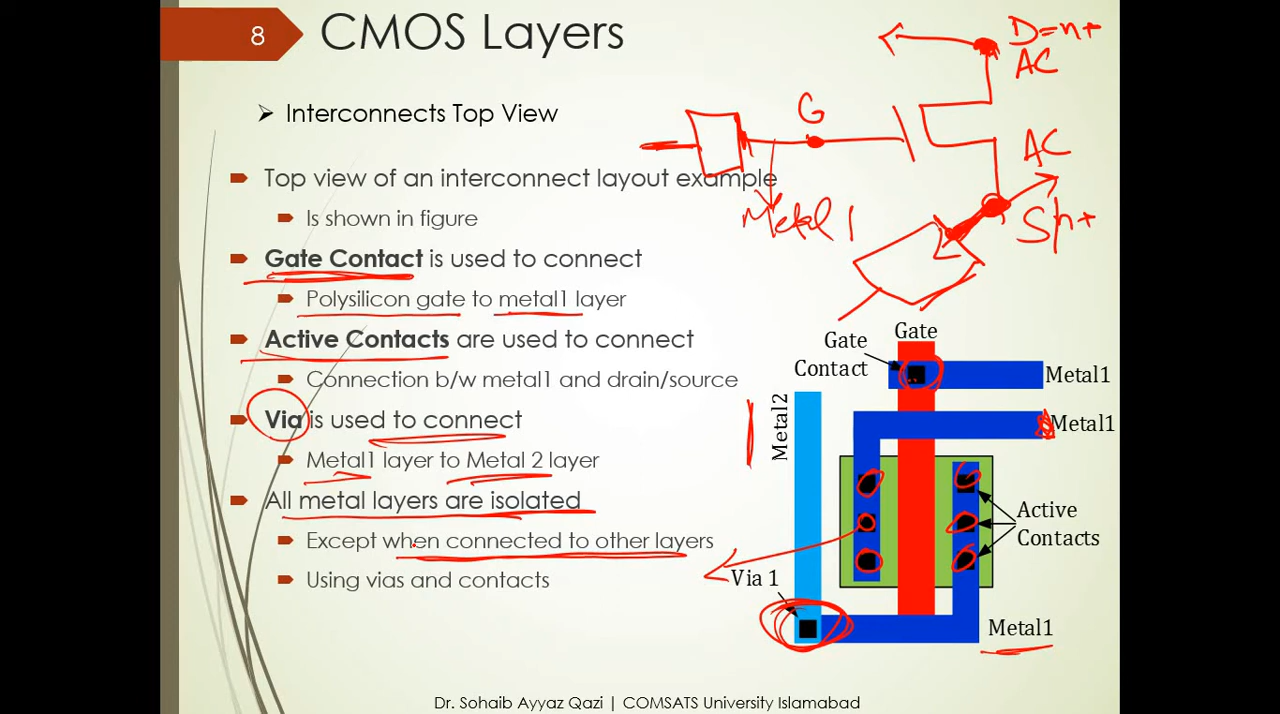 8
CMOS Layers
Interconnects Top View
Top view of an interconnect layout example
Is shown in figure
Gate Contact is used to connect
Polysilicon gate to metal1 layer
Active Contacts are used to connect
Connection b/w metal1 and drain/source
Via is used to connect
Metal1 layer to Metal 2 layer
All metal layers are isolated
Except when connected to other layers
Using vias and contacts
D=n+
AC
G
AC
Metal 1
Sn+
Gate
Gate
Contact
Metal1
Metal2
Metal1
Active
Contacts
Via 1
Metal1
Dr. Sohaib Ayyaz Qazi | COMSATS University Islamabad